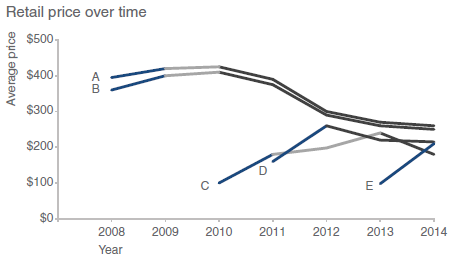 Retail price over time
Average price
$500
$400
$300
$200
$100
$0
A
B
C
D
E
2008 2009 2010 2011 2012 2013 2014
Year